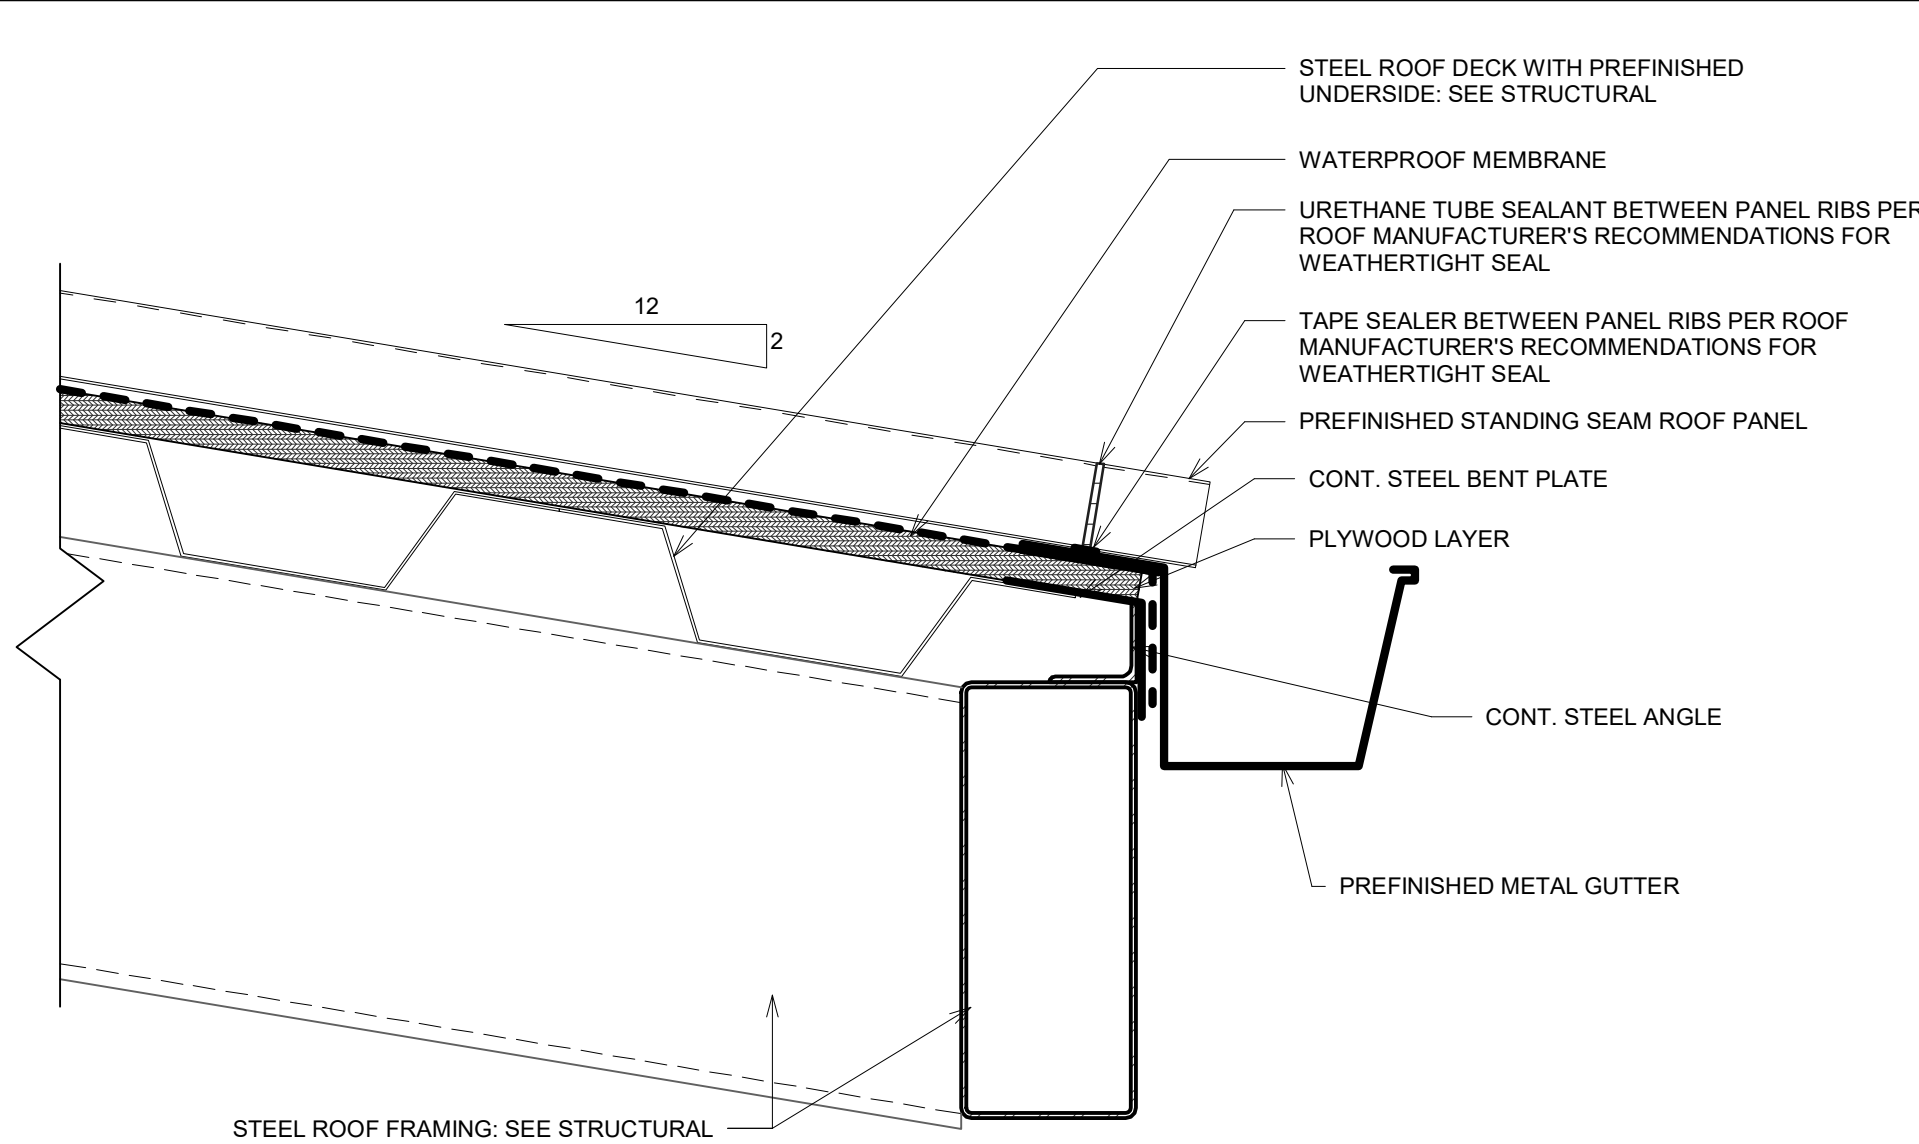 STEEL ROOF DECK WITH PREFINISHED
UNDERSIDE: SEE STRUCTURAL
WATERPROOF MEMBRANE
URETHANE TUBE SEALANT BETWEEN PANEL RIBS PER
ROOF MANUFACTURER'S RECOMMENDATIONS FOR
WEATHERTIGHT SEAL
12
2
TAPE SEALER BETWEEN PANEL RIBS PER ROOF
MANUFACTURER'S RECOMMENDATIONS FOR
WEATHERTIGHT SEAL
PREFINISHED STANDING SEAM ROOF PANEL
CONT. STEEL BENT PLATE
PLYWOOD LAYER
CONT. STEEL ANGLE
PREFINISHED METAL GUTTER
STEEL ROOF FRAMING: SEE STRUCTURAL